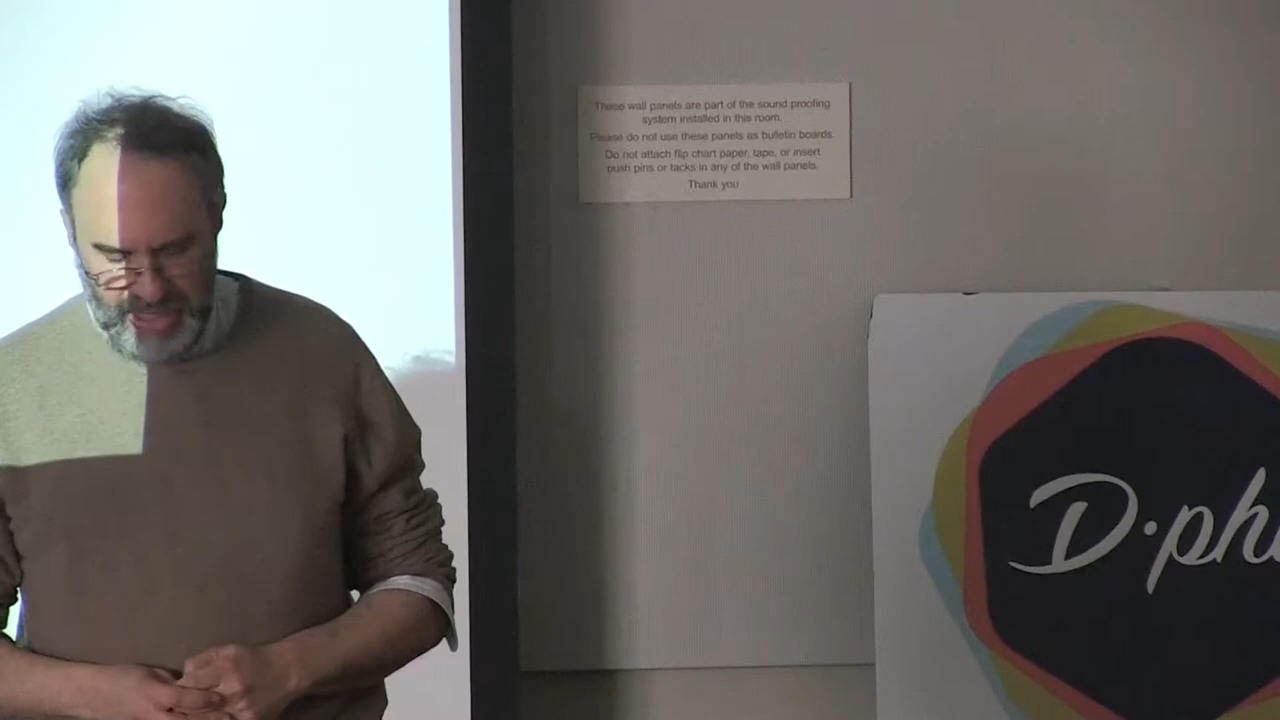 These wall panels are part of the sound proofing
system installed in this room.
Please do not use these panels as bulletin boards.
Do not attach flip chart paper, tape, or insert
push pins or tacks in any of the wall panels.
Thank you
D·phi